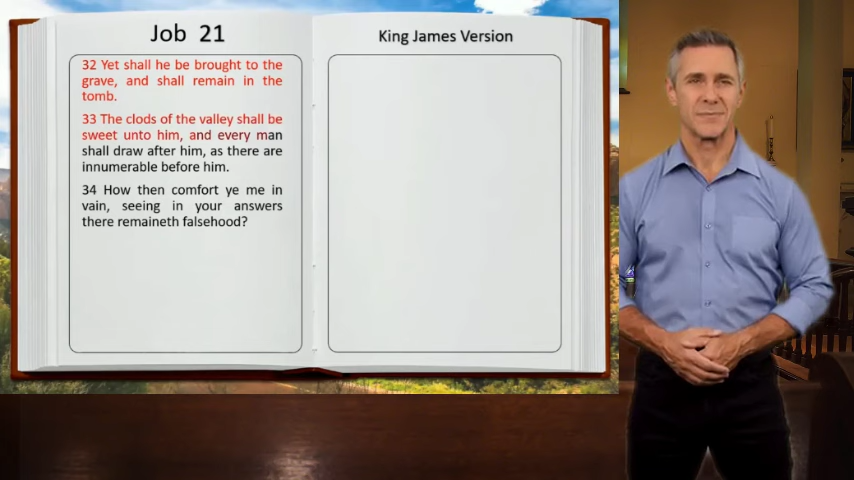 Job 21
King James Version
32 Yet shall he be brought to the
grave, and shall remain in the
tomb.
33 The clods of the valley shall be
sweet unto him, and every man
shall draw after him, as there are
innumerable before him.
34 How then comfort ye me in
vain, seeing in your answers
there remaineth falsehood?